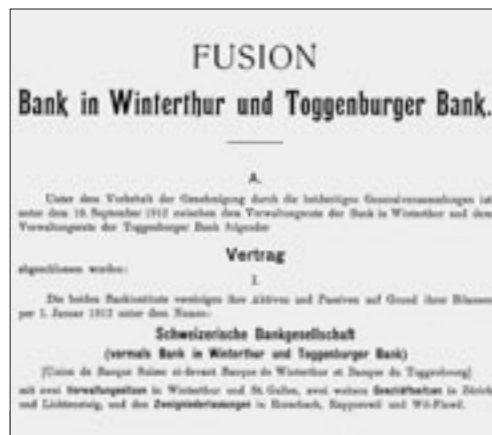 FUSION
Bank in Winterthur und Toggenburger Bank.
A.
Unter dem Vorbehalt der Genehmigung durch die beidseitigen Generalversammlungen ist
unter dem 18. September 1912 zwischen dem Verwaltungsrate der Bank in Winterthur und dem
Verwaltungsrate der Toggenburger Bank folgender
Vertrag
abgeschlossen worden:
I.
Die beiden Bankinstitute vereinigen ihre Aktiven und Passiven auf Grund ihrer Bilanzen
per 1. Januar 1912 unter dem Namen:
Schweizerische Bankgesellschaft
(vormals Bank in Winterthur und Toggenburger Bank)
[Union de Banques Suisses ci-devant Banque de Winterthur et Banque du Toggenbourg]
mit zwei Verwaltungssitzen in Winterthur und St. Gallen, zwei weitern Geschäftssitzen in Zürich
und Lichtensteig, und den Zweigniederlassungen in Rorschach, Rapperswil und Wil-Flawil.